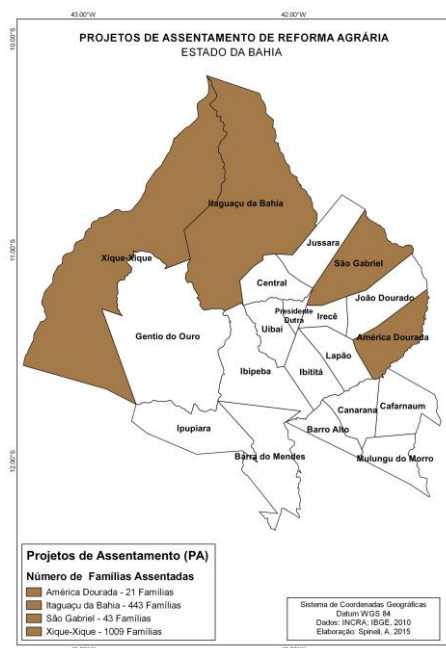 43.00°W
42.00°W
10.00°S
PROJETOS DE ASSENTAMENTO DE REFORMA AGRÁRIA
ESTADO DA BAHIA
Itaguaçu da Bahia
Jussara
11.00°S
Xique-Xique
São Gabriel
Central
João Dourado
Presidente
Dutra
Irecê
Uibaí
América Dourada
Gentio do Ouro
Lapão
Ibipeba
Ibititá
Canarana
Cafarnaum
Ipupiara
Barro Alto
12.00°S
Barra do Mendes
Mulungu do Morro
Projetos de Assentamento (PA)
Número de Famílias Assentadas
América Dourada - 21 Famílias
Itaguaçu da Bahia - 443 Famílias
São Gabriel - 43 Famílias
Xique-Xique - 1009 Famílias
Sistema de Coordenadas Geográficas
Datum WGS 84
Dados: INCRA; IBGE, 2010
Elaboração: Spineli, A, 2015